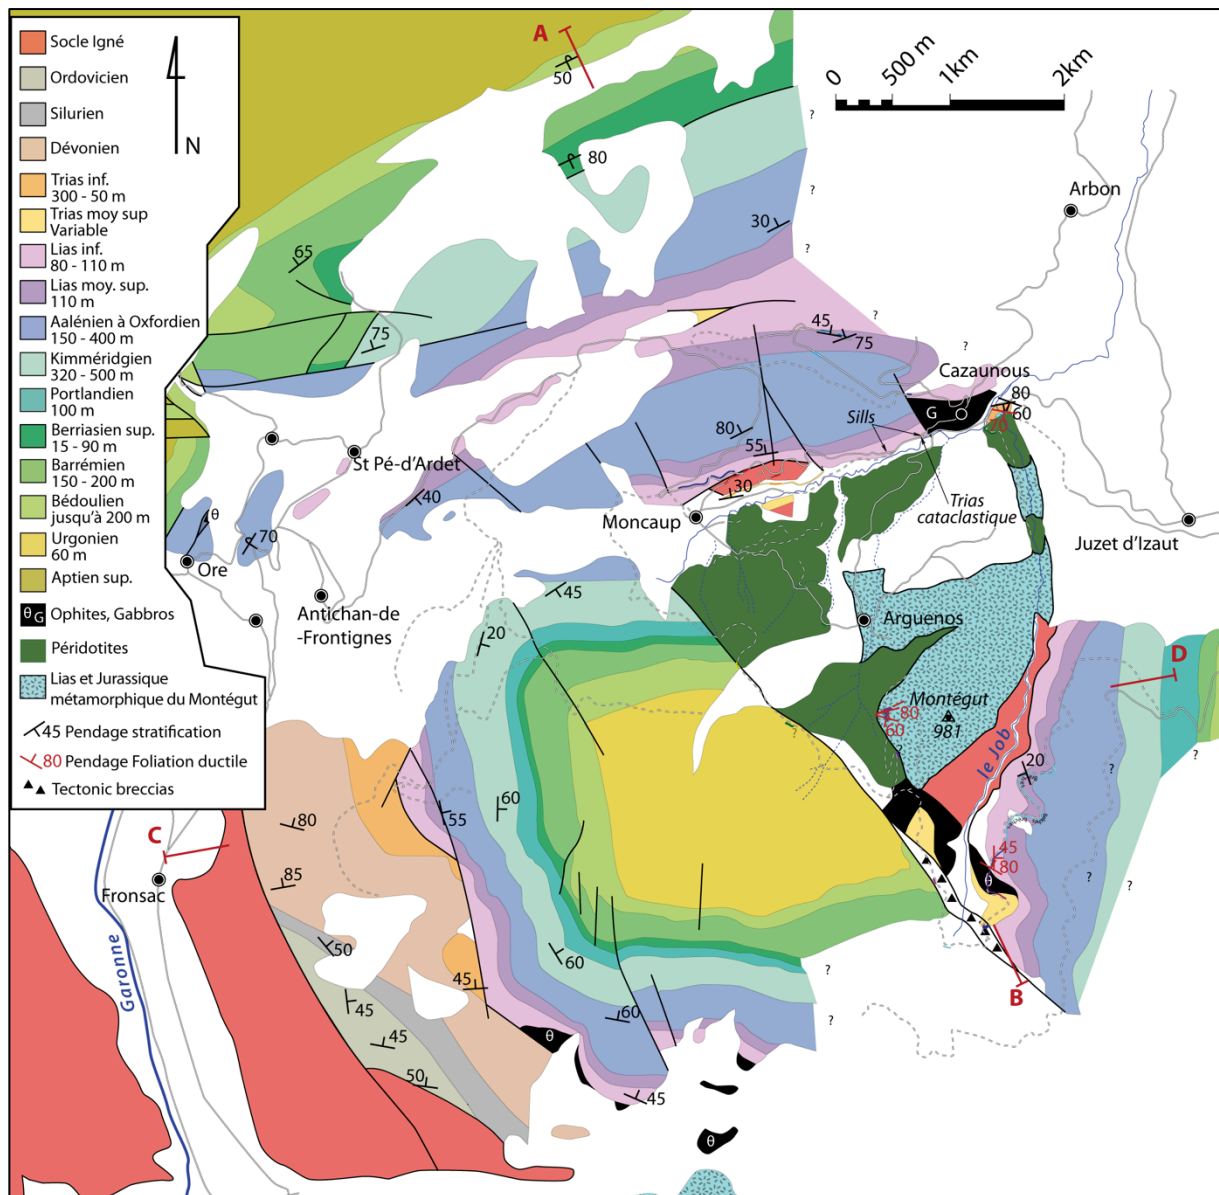 Socle Igné
Ordovicien
Silurien
Dévonien
Trias inf.
300 - 50 m
Trias moy sup
Variable
Lias inf.
80 - 110 m
Lias moy. sup.
110 m
Aalénien à Oxfordien
150 - 400 m
Kimméridgien
320 - 500 m
Portlandien
100 m
Berriasien sup.
15 - 90 m
Barrémien
150 - 200 m
Bédoulien
jusqu'à 200 m
Urgonien
60 m
Aptien sup.
θ G Ophites, Gabbros
Péridotites
Lias et Jurassique
métamorphique du Montégut
45 Pendage stratification
80 Pendage Foliation ductile
Tectonic breccias
N
A
50
0
500 m
1km
2km
80
Arbon
?
?
30
65
?
?
75
45
75
?
?
Cazaunous
80
60
70
G
Sills
80
55
St Pé-d'Ardet
40
30
Trias
cataclastique
Moncaup
Juzet d'Izaut
θ
70
Ore
Antichan-de
-Frontignes
45
20
Arguenos
D
Montégut
981
80
60
?
?
le Job
20
?
?
60
55
80
C
85
Fronsac
45
80
θ
?
?
50
45
60
60
?
?
B
Garonne
45
45
50
θ
45
θ